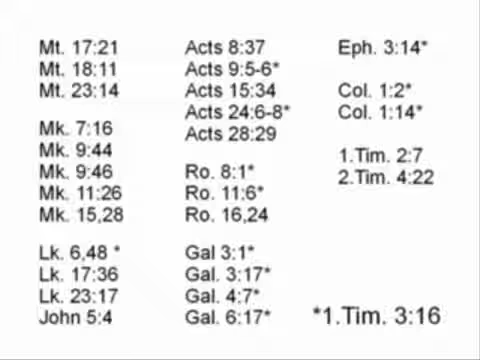 Mt. 17:21
Mt. 18:11
Mt. 23:14
Mk. 7:16
Mk. 9:44
Mk. 9:46
Mk. 11:26
Mk. 15,28
Lk. 6,48 *
Lk. 17:36
Lk. 23:17
John 5:4
Acts 8:37
Acts 9:5-6*
Acts 15:34
Acts 24:6-8*
Acts 28:29
Ro. 8:1*
Ro. 11:6*
Ro. 16,24
Gal 3:1*
Gal. 3:17*
Gal. 4:7*
Gal. 6:17*
Eph. 3:14*
Col. 1:2*
Col. 1:14*
1.Tim. 2:7
2.Tim. 4:22
*1.Tim. 3:16